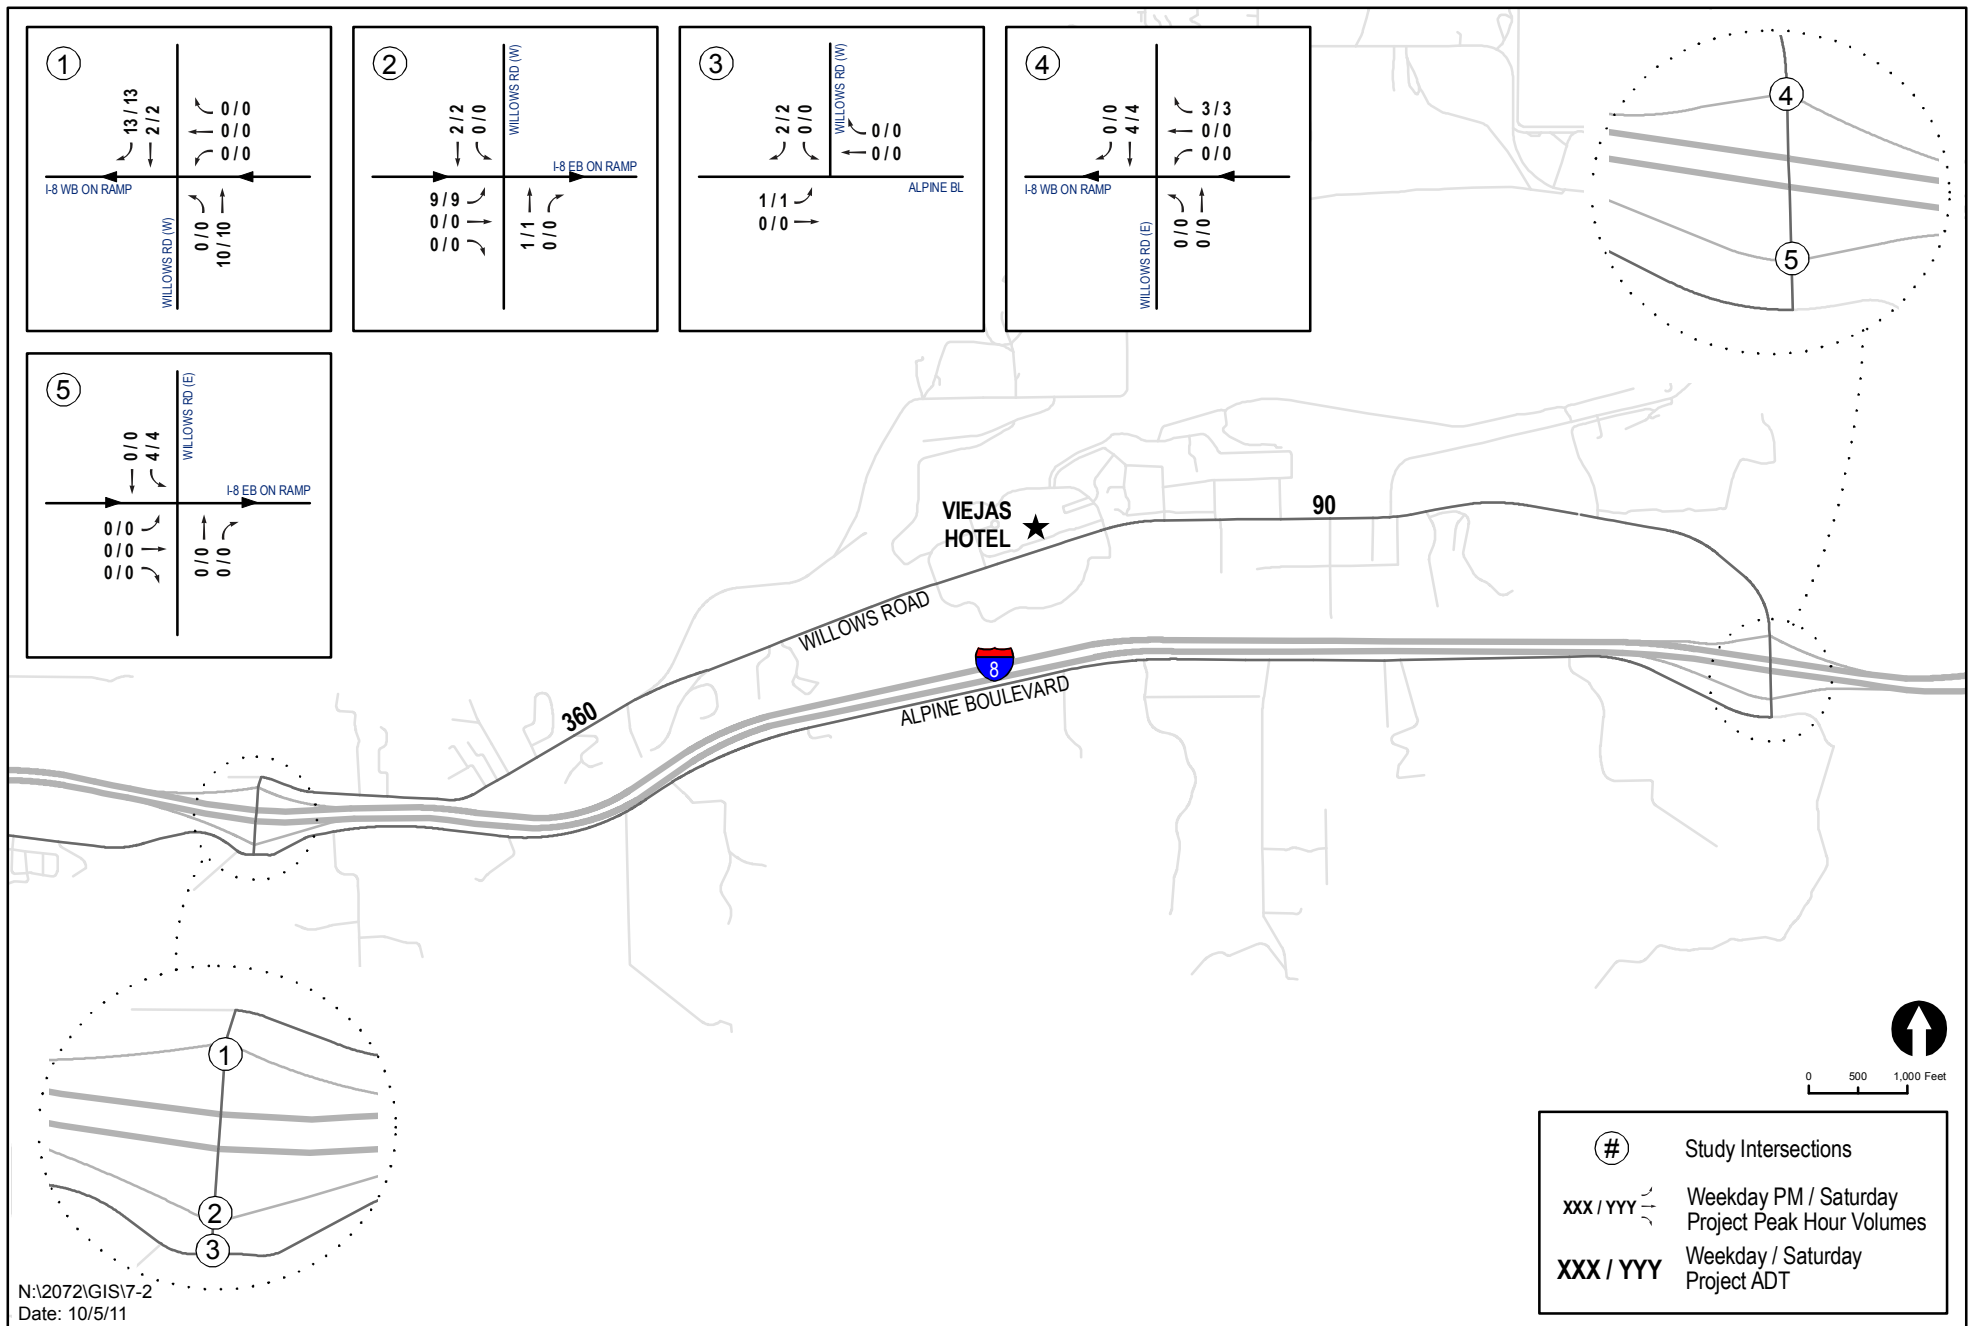 1
13 / 13
2 / 2
0 / 0
0 / 0
0 / 0
I-8 WB ON RAMP
WILLOWS RD (W)
0 / 0
10 / 10
2
2 / 2
0 / 0
WILLOWS RD (W)
I-8 EB ON RAMP
9 / 9
0 / 0
0 / 0
1 / 1
0 / 0
3
2 / 2
0 / 0
WILLOWS RD (W)
0 / 0
0 / 0
ALPINE BL
1 / 1
0 / 0
4
0 / 0
4 / 4
3 / 3
0 / 0
0 / 0
I-8 WB ON RAMP
WILLOWS RD (E)
0 / 0
0 / 0
4
5
5
0 / 0
4 / 4
WILLOWS RD (E)
I-8 EB ON RAMP
0 / 0
0 / 0
0 / 0
0 / 0
0 / 0
VIEJAS
HOTEL
90
WILLOWS ROAD
8
ALPINE BOULEVARD
360
1
2
3
0 500 1,000 Feet
# Study Intersections
XXX / YYY Weekday PM / Saturday
Project Peak Hour Volumes
XXX / YYY Weekday / Saturday
Project ADT
N:\2072\GIS\7-2
Date: 10/5/11